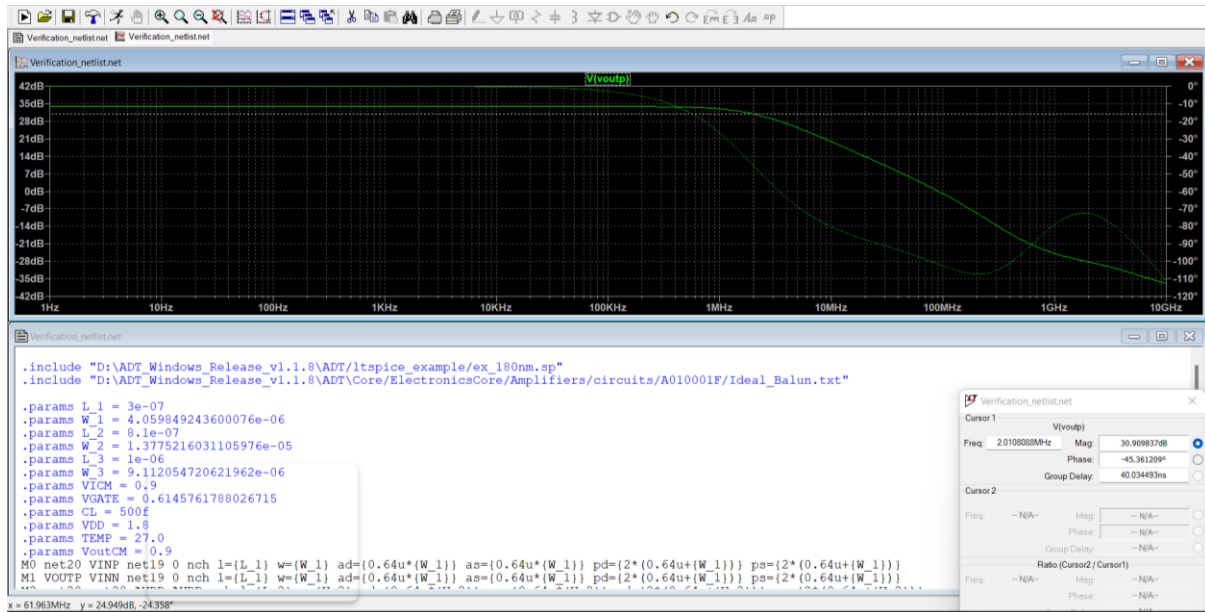 Verification_netlist.net Verification_netlist.net
Verification_netlist.net
V(voutp)
42dB 0°
35dB -10°
28dB -20°
21dB -30°
14dB -40°
7dB -50°
0dB -60°
-7dB -70°
-14dB -80°
-21dB -90°
-28dB -100°
-35dB -110°
-42dB -120°
1Hz 10Hz 100Hz 1KHz 10KHz 100KHz 1MHz 10MHz 100MHz 1GHz 10GHz
Verification_netlist.net
.include "D:\ADT_Windows_Release_v1.1.8\ADT/ltspice_example/ex_180nm.sp"
.include "D:\ADT_Windows_Release_v1.1.8\ADT\Core/ElectronicsCore/Amplifiers/circuits/A010001F/Ideal_Balun.txt"
.params L_1 = 3e-07
.params W_1 = 4.059849243600076e-06
.params L_2 = 8.1e-07
.params W_2 = 1.3775216031105976e-05
.params L_3 = 1e-06
.params W_3 = 9.112054720621962e-06
.params VICM = 0.9
.params VGATE = 0.6145761788026715
.params CL = 500f
.params VDD = 1.8
.params TEMP = 27.0
.params VoutCM = 0.9
M0 net20 VINP net19 0 nch l={L_1} w={W_1} ad={0.64u*{W_1}} as={0.64u*{W_1}} pd={2*(0.64u+{W_1})} ps={2*(0.64u+{W_1})}
M1 VOUTP VINN net19 0 nch l={L_1} w={W_1} ad={0.64u*{W_1}} as={0.64u*{W_1}} pd={2*(0.64u+{W_1})} ps={2*(0.64u+{W_1})}
Verification_netlist.net
Cursor 1
V(voutp)
Freq: 2.0108088MHz Mag: 30.909837dB
Phase: -45.361209°
Group Delay: 40.034493ns
Cursor 2
Freq: -- N/A-- Mag: -- N/A--
Phase: -- N/A--
Group Delay: -- N/A--
Ratio (Cursor2 / Cursor1)
Freq: -- N/A-- Mag: -- N/A--
Phase: -- N/A--
x = 61.963MHz y = 24.949dB, -24.358°